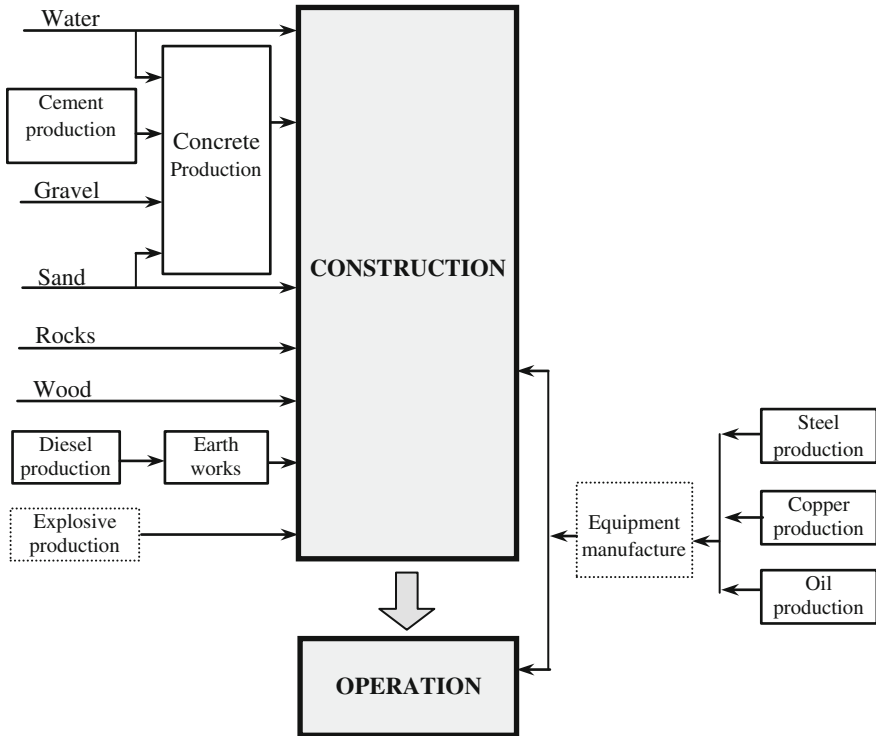 Water
Cement
production
Concrete
Production
Gravel
Sand
CONSTRUCTION
Rocks
Wood
Diesel
production
Earth
works
Explosive
production
Equipment
manufacture
Steel
production
Copper
production
Oil
production
OPERATION